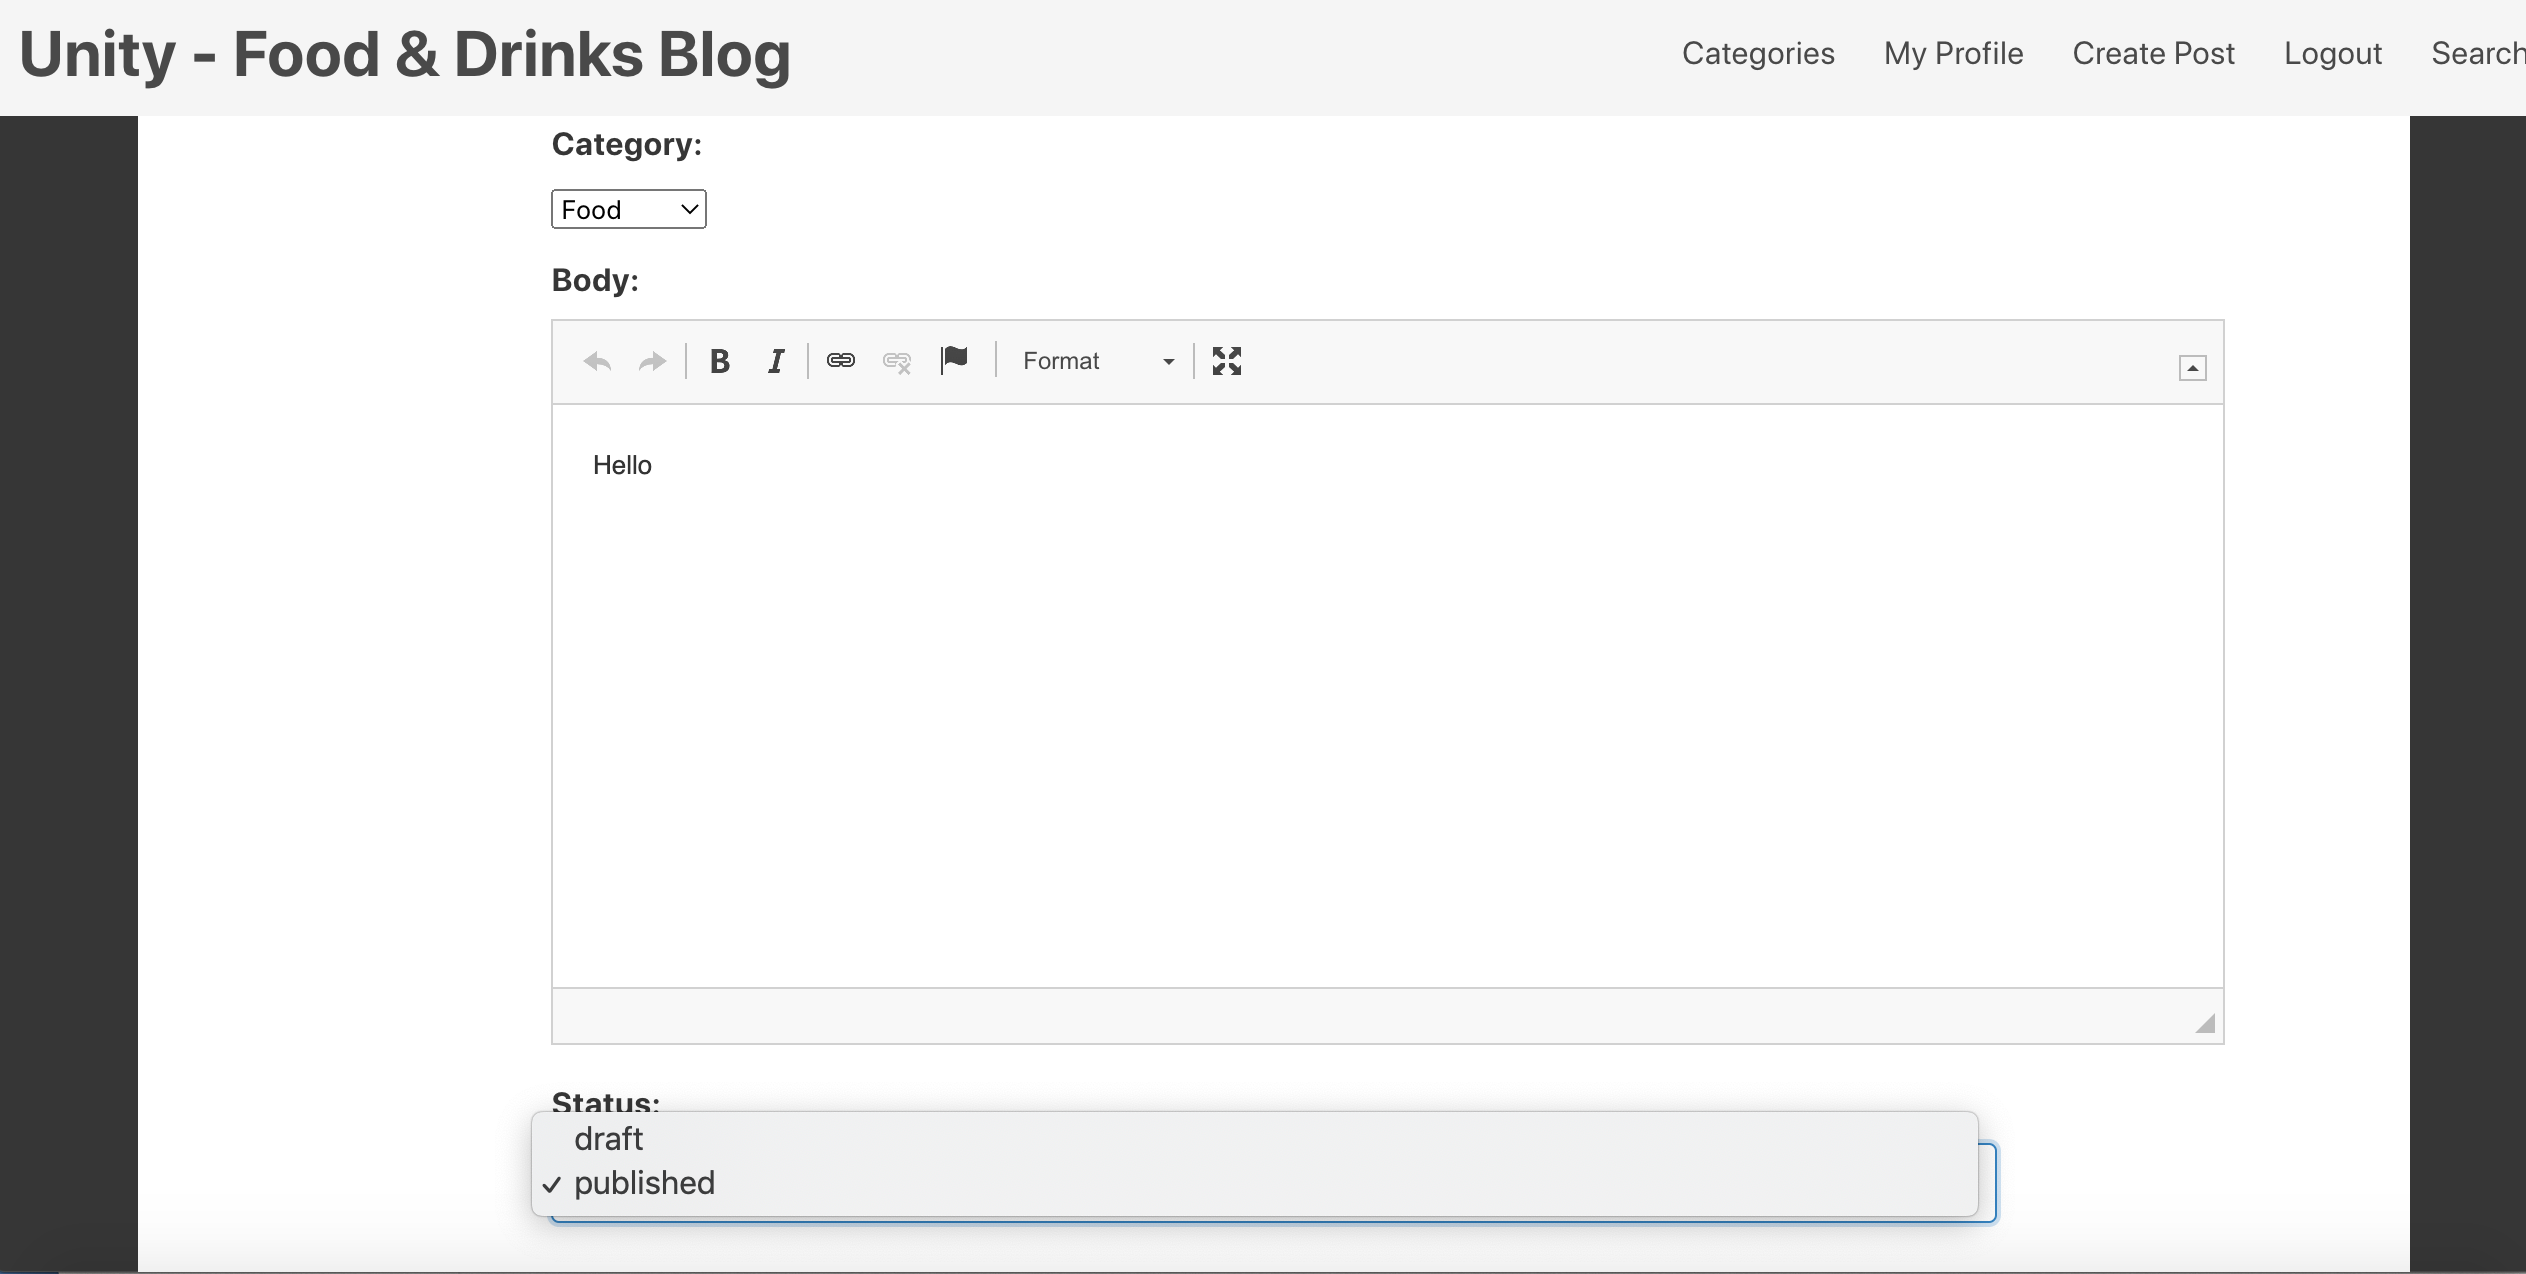 Unity - Food & Drinks Blog
Categories My Profile Create Post Logout Search
Category:
Food
Body:
B I Format
Hello
Status:
draft
✓ published